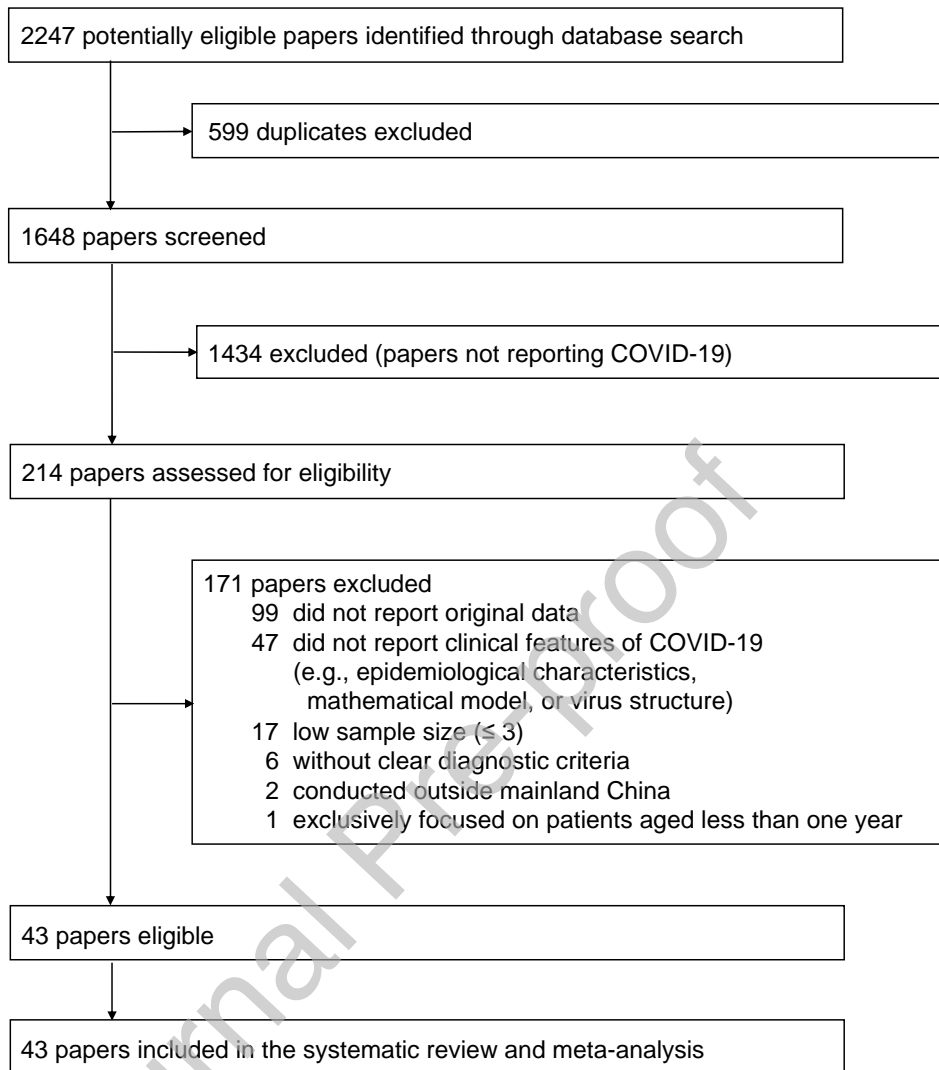 2247 potentially eligible papers identified through database search
599 duplicates excluded
1648 papers screened
1434 excluded (papers not reporting COVID-19)
214 papers assessed for eligibility
171 papers excluded
99 did not report original data
47 did not report clinical features of COVID-19
(e.g., epidemiological characteristics,
mathematical model, or virus structure)
17 low sample size (≤ 3)
6 without clear diagnostic criteria
2 conducted outside mainland China
1 exclusively focused on patients aged less than one year
43 papers eligible
43 papers included in the systematic review and meta-analysis
rnal Pre-proof